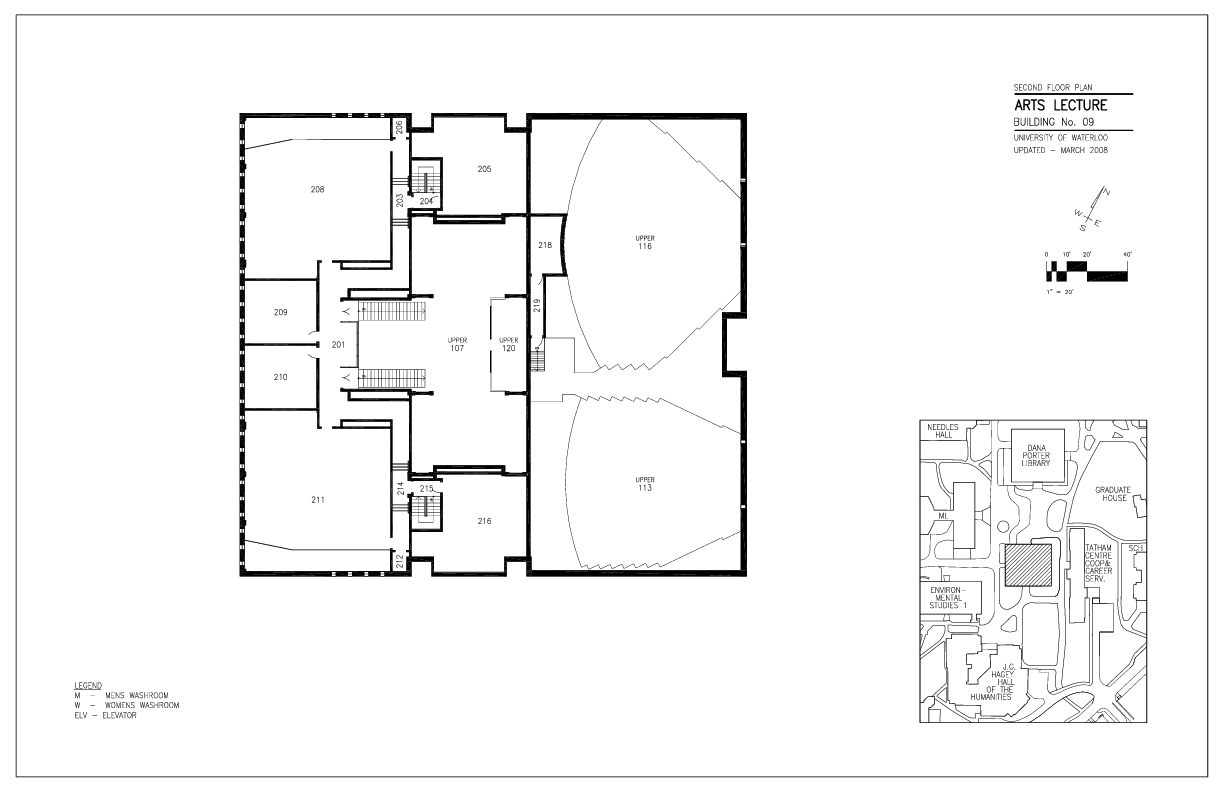 SECOND FLOOR PLAN
ARTS LECTURE
BUILDING No. 09
UNIVERSITY OF WATERLOO
UPDATED - MARCH 2008
N
W
E
S
0 10' 20' 40'
1" = 20'
206
208
205
203
204
218
UPPER
116
219
209
201
UPPER
107
UPPER
120
210
211
214
215
216
212
UPPER
113
NEEDLES
HALL
DANA
PORTER
LIBRARY
GRADUATE
HOUSE
ML
TATHAM
CENTRE
COOP&
CAREER
SERV.
SCH
ENVIRON-
MENTAL
STUDIES 1
J.G.
HAGEY
HALL
OF THE
HUMANITIES
LEGEND
M - MENS WASHROOM
W - WOMENS WASHROOM
ELV - ELEVATOR